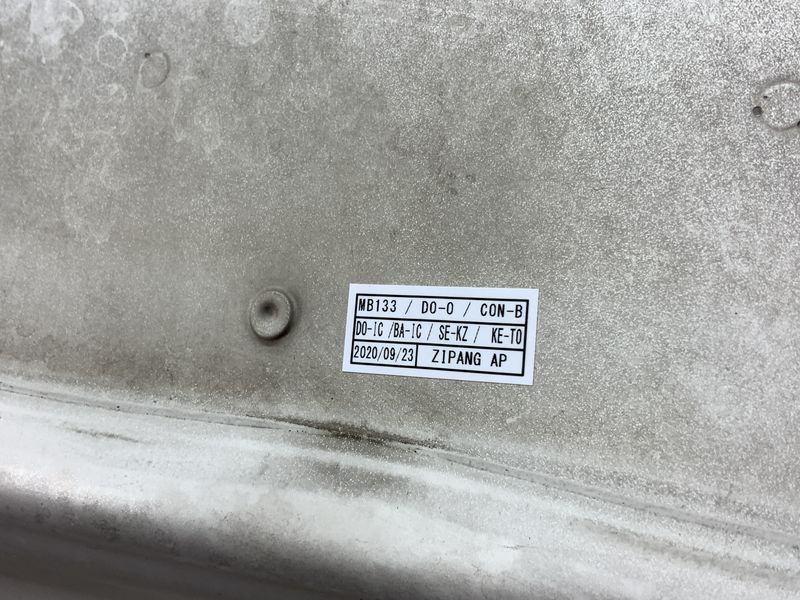 MB133 / DO-O / CON-B
DO-IC /BA-IC / SE-KZ / KE-TO
2020/09/23 ZIPANG AP